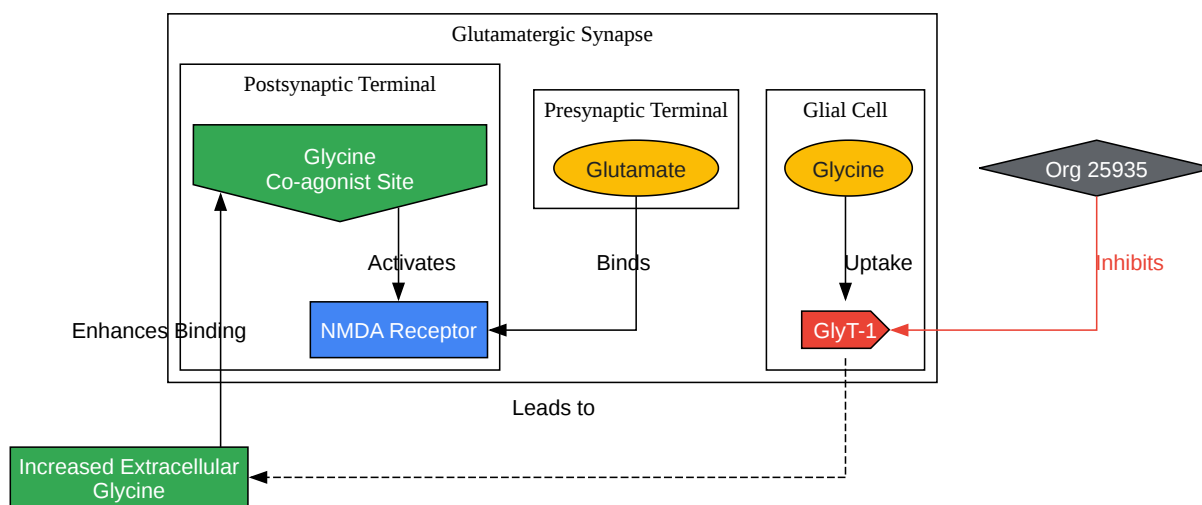 Glutamatergic Synapse
Postsynaptic Terminal
Presynaptic Terminal
Glial Cell
Glycine
Co-agonist Site
Glutamate
Glycine
Org 25935
Activates
Binds
Uptake
Inhibits
Enhances Binding
NMDA Receptor
GlyT-1
Leads to
Increased Extracellular
Glycine